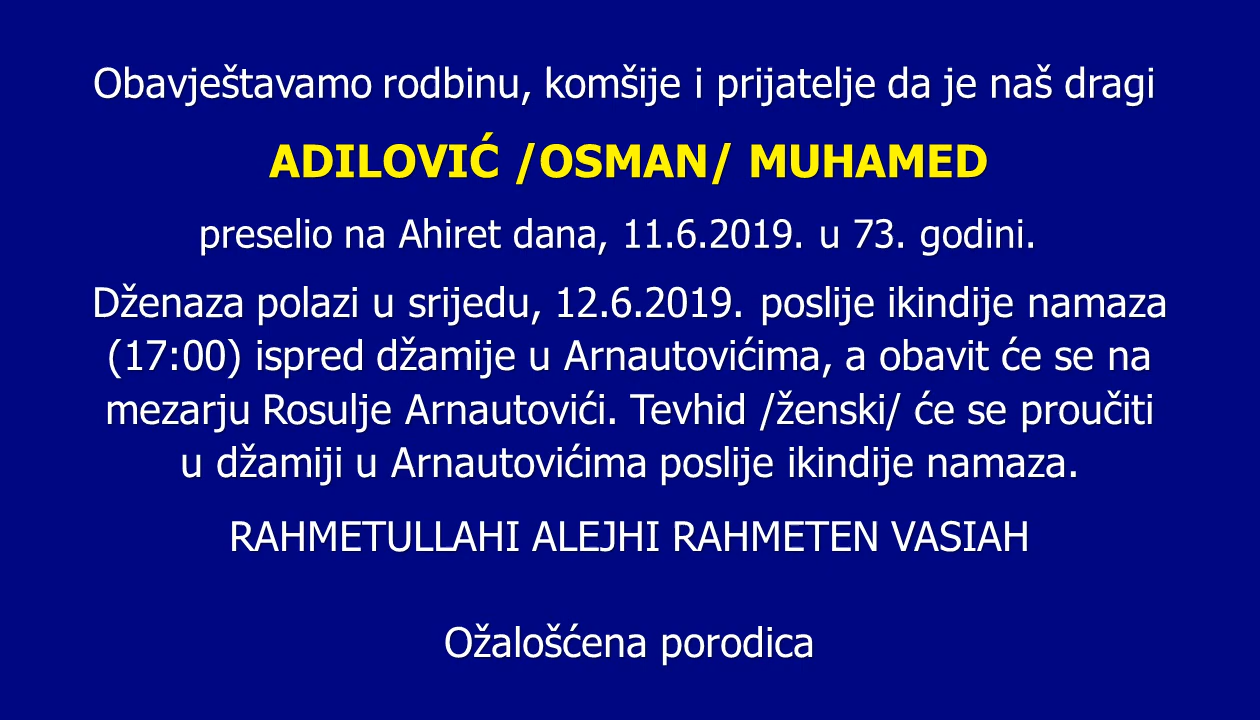 Obavještavamo rodbinu, komšije i prijatelje da je naš dragi
ADILOVIĆ /OSMAN/ MUHAMED
preselio na Ahiret dana, 11.6.2019. u 73. godini.
Dženaza polazi u srijedu, 12.6.2019. poslije ikindije namaza
(17:00) ispred džamije u Arnautovićima, a obavit će se na
mezarju Rosulje Arnautovići. Tevhid /ženski/ će se proučiti
u džamiji u Arnautovićima poslije ikindije namaza.
RAHMETULLAHI ALEJHI RAHMETEN VASIAH
Ožalošćena porodica